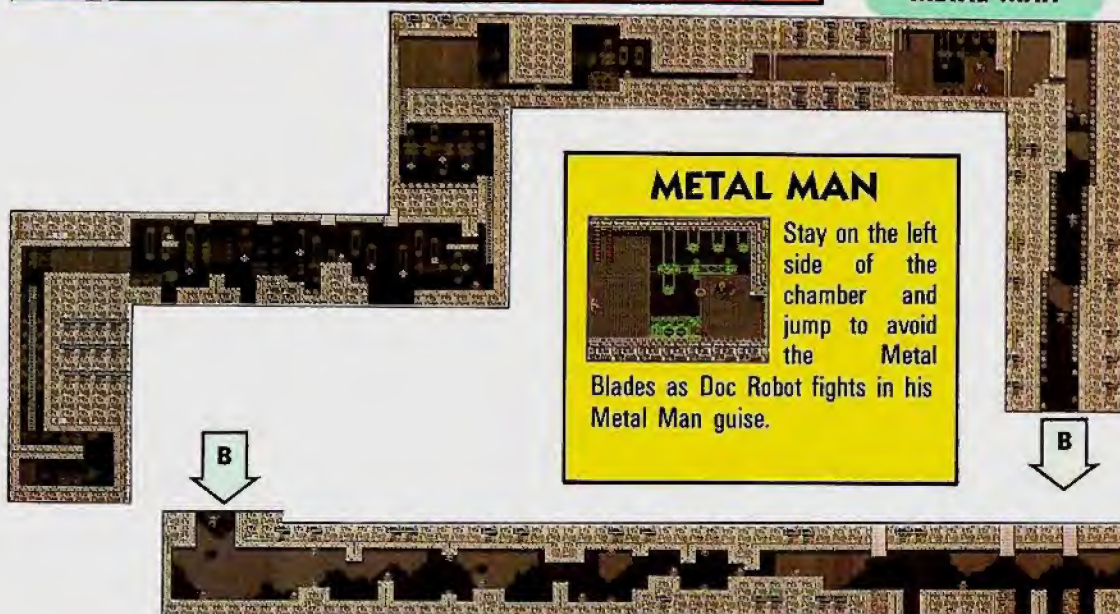 METAL MAN
Stay on the left
side of the
chamber and
jump to avoid
the Metal
Blades as Doc Robot fights in his
Metal Man guise.
B
B